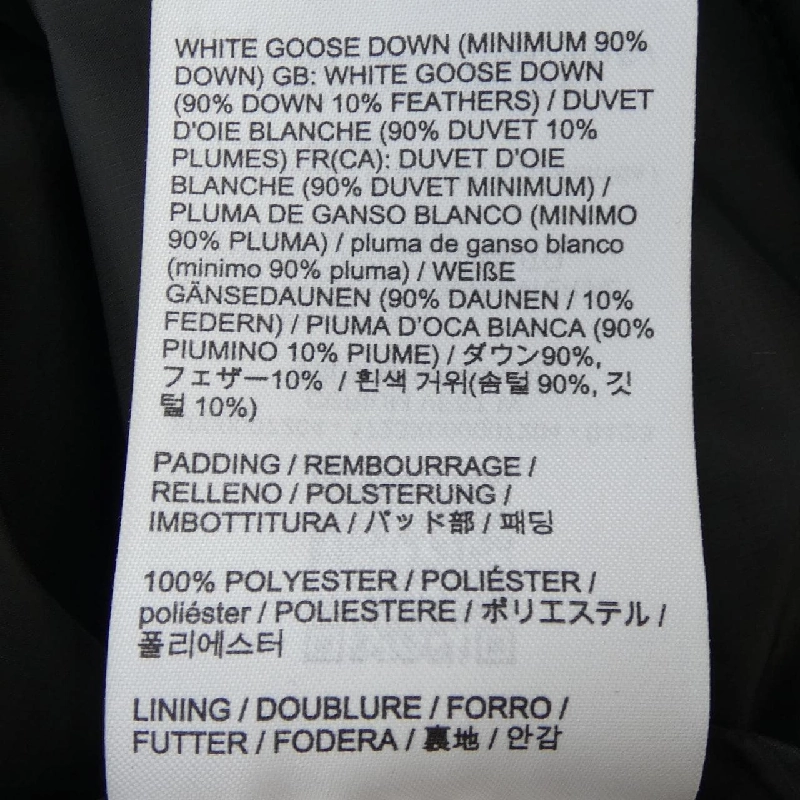 WHITE GOOSE DOWN (MINIMUM 90%
DOWN) GB: WHITE GOOSE DOWN
(90% DOWN 10% FEATHERS) / DUVET
D'OIE BLANCHE (90% DUVET 10%
PLUMES) FR(CA): DUVET D'OIE
BLANCHE (90% DUVET MINIMUM) /
PLUMA DE GANSO BLANCO (MINIMO
90% PLUMA) / pluma de ganso blanco
(minimo 90% pluma) / WEIßE
GÄNSEDAUNEN (90% DAUNEN / 10%
FEDERN) / PIUMA D'OCA BIANCA (90%
PIUMINO 10% PIUME) / ダウン90%,
フェザー10% / 흰색 거위(솜털 90%, 깃
털 10%)
PADDING / REMBOURRAGE /
RELLENO / POLSTERUNG /
IMBOTTITURA / パッド部 / 패딩
100% POLYESTER / POLIÉSTER /
poliéster / POLIESTERE / ポリエステル /
폴리에스터
LINING / DOUBLURE / FORRO /
FUTTER / FODERA / 裏地 / 안감